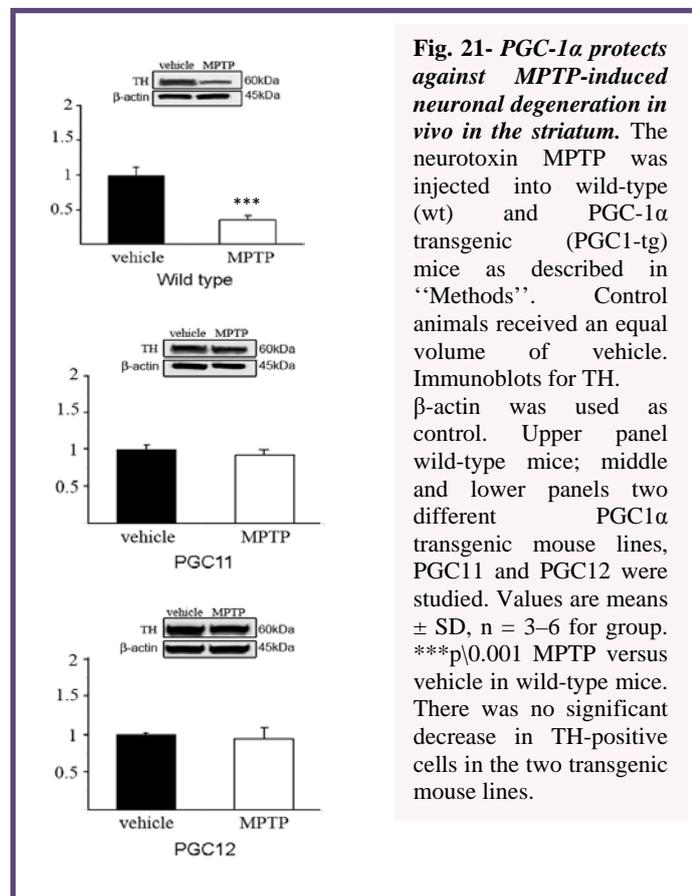 vehicle MPTP
TH 60kDa
β-actin 45kDa
2
1.5
1
0.5
***
vehicle MPTP
Wild type
vehicle MPTP
TH 60kDa
β-actin 45kDa
2
1.5
1
0.5
vehicle MPTP
PGC11
vehicle MPTP
TH 60kDa
β-actin 45kDa
2
1.5
1
0.5
vehicle MPTP
PGC12
Fig. 21- PGC-1α protects
against MPTP-induced
neuronal degeneration in
vivo in the striatum. The
neurotoxin MPTP was
injected into wild-type
(wt) and PGC-1α
transgenic (PGC1-tg)
mice as described in
‘‘Methods’’. Control
animals received an equal
volume of vehicle.
Immunoblots for TH.
β-actin was used as
control. Upper panel
wild-type mice; middle
and lower panels two
different PGC1α
transgenic mouse lines,
PGC11 and PGC12 were
studied. Values are means
± SD, n = 3–6 for group.
***p\0.001 MPTP versus
vehicle in wild-type mice.
There was no significant
decrease in TH-positive
cells in the two transgenic
mouse lines.